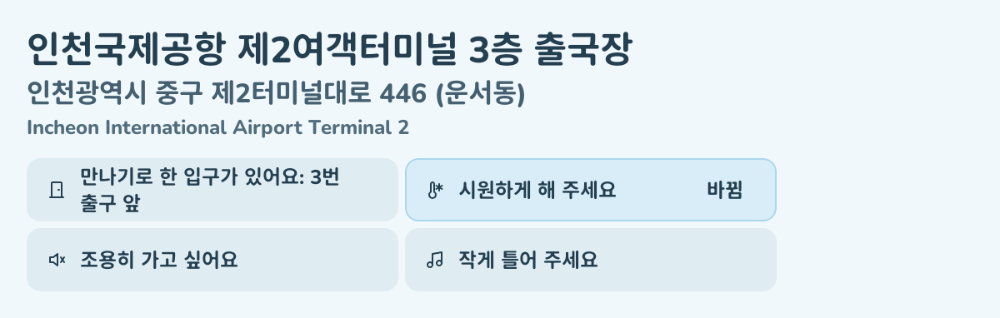 인천국제공항 제2여객터미널 3층 출국장
인천광역시 중구 제2터미널대로 446 (운서동)
Incheon International Airport Terminal 2
만나기로 한 입구가 있어요: 3번
출구 앞
시원하게 해 주세요 바뀜
조용히 가고 싶어요
작게 틀어 주세요